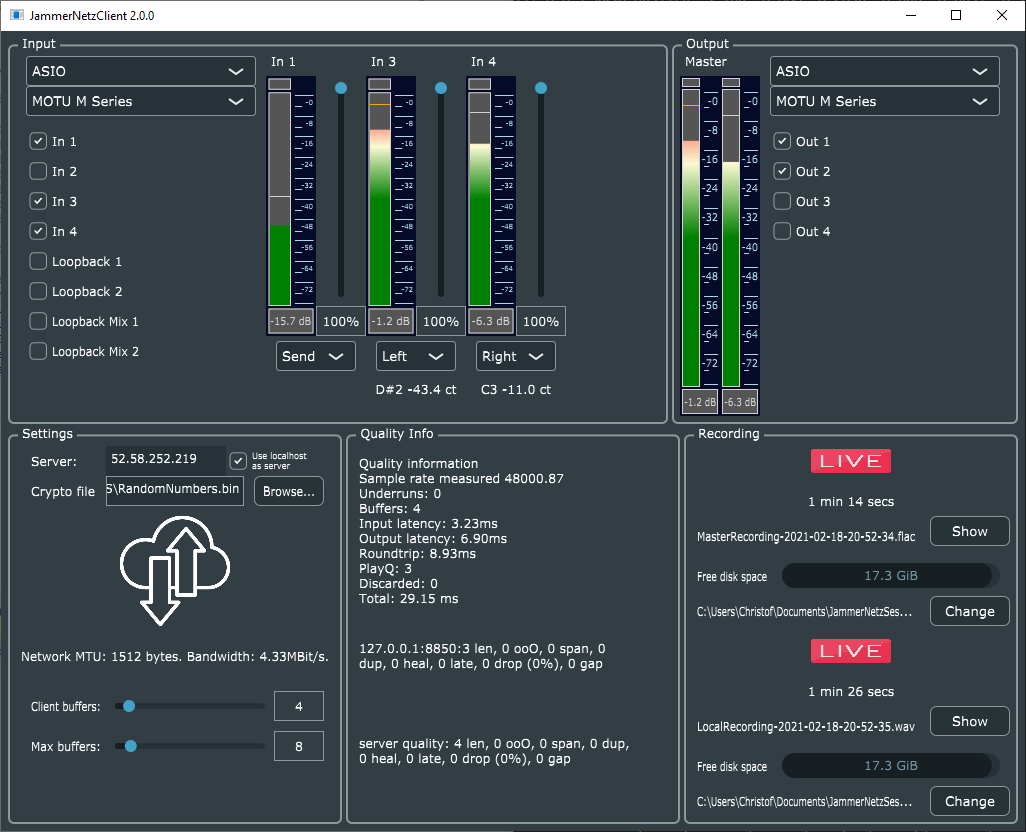 JammerNetzClient 2.0.0
Input
ASIO
MOTU M Series
In 1
In 2
In 3
In 4
Loopback 1
Loopback 2
Loopback Mix 1
Loopback Mix 2
In 1
-0
-8
-16
-24
-32
-40
-48
-56
-64
-72
-15.7 dB
100%
Send
In 3
-0
-8
-16
-24
-32
-40
-48
-56
-64
-72
-1.2 dB
100%
Left
D#2 -43.4 ct
In 4
-0
-8
-16
-24
-32
-40
-48
-56
-64
-72
-6.3 dB
100%
Right
C3 -11.0 ct
Output
Master
-0
-8
-16
-24
-32
-40
-48
-56
-64
-72
-1.2 dB
-0
-8
-16
-24
-32
-40
-48
-56
-64
-72
-6.3 dB
ASIO
MOTU M Series
Out 1
Out 2
Out 3
Out 4
Settings
Server:
52.58.252.219
Use localhost
as server
Crypto file
S\RandomNumbers.bin
Browse...
Network MTU: 1512 bytes. Bandwidth: 4.33MBit/s.
Client buffers:
4
Max buffers:
8
Quality Info
Quality information
Sample rate measured 48000.87
Underruns: 0
Buffers: 4
Input latency: 3.23ms
Output latency: 6.90ms
Roundtrip: 8.93ms
PlayQ: 3
Discarded: 0
Total: 29.15 ms
127.0.0.1:8850:3 len, 0 ooO, 0 span, 0
dup, 0 heal, 0 late, 0 drop (0%), 0 gap
server quality: 4 len, 0 ooO, 0 span, 0 dup,
0 heal, 0 late, 0 drop (0%), 0 gap
Recording
LIVE
1 min 14 secs
MasterRecording-2021-02-18-20-52-34.flac
Show
Free disk space
17.3 GiB
C:\Users\Christof\Documents\JammerNetzSes...
Change
LIVE
1 min 26 secs
LocalRecording-2021-02-18-20-52-35.wav
Show
Free disk space
17.3 GiB
C:\Users\Christof\Documents\JammerNetzSes...
Change